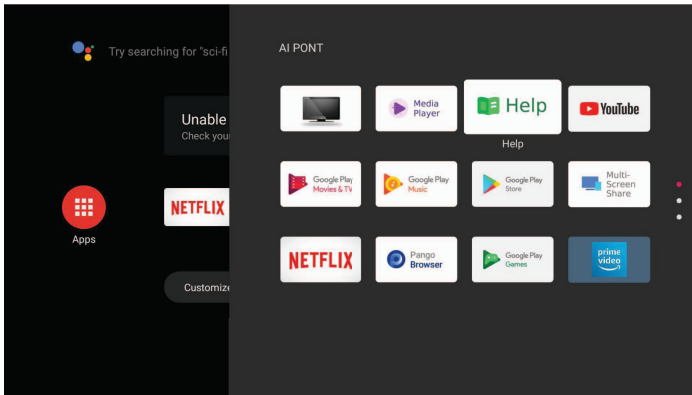 Try searching for "sci-fi
AI PONT
Unable
Check your
Media
Player
Help
YouTube
Help
Google Play
Movies & TV
Google Play
Music
Google Play
Store
Multi-
Screen
Share
NETFLIX
Apps
NETFLIX
Pango
Browser
Google Play
Games
prime
video
Customize